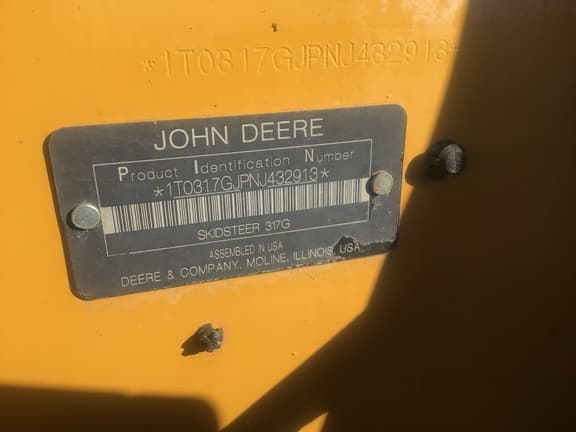 *1T0317GJPNJ432913*
JOHN DEERE
Product Identification Number
*1T0317GJPNJ432913*
SKIDSTEER 317G
ASSEMBLED IN USA
DEERE & COMPANY, MOLINE, ILLINOIS, USA